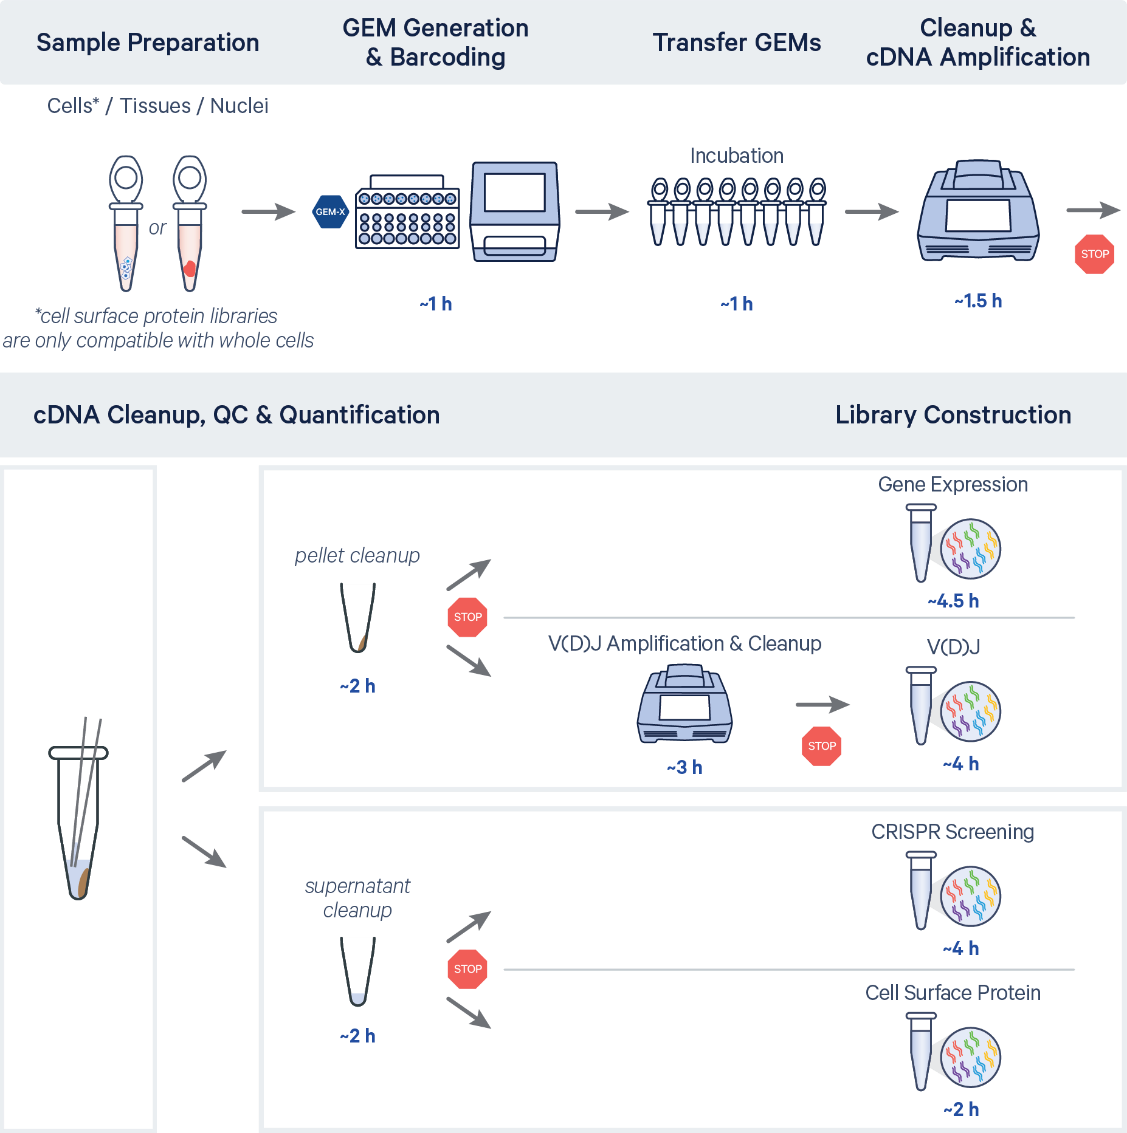 Sample Preparation
GEM Generation
& Barcoding
Transfer GEMs
Cleanup &
cDNA Amplification
Cells* / Tissues / Nuclei
or
GEM-X
~1 h
Incubation
~1 h
~1.5 h
STOP
*cell surface protein libraries
are only compatible with whole cells
cDNA Cleanup, QC & Quantification
Library Construction
pellet cleanup
~2 h
STOP
Gene Expression
~4.5 h
V(D)J Amplification & Cleanup
~3 h
STOP
V(D)J
~4 h
supernatant
cleanup
~2 h
STOP
CRISPR Screening
~4 h
Cell Surface Protein
~2 h